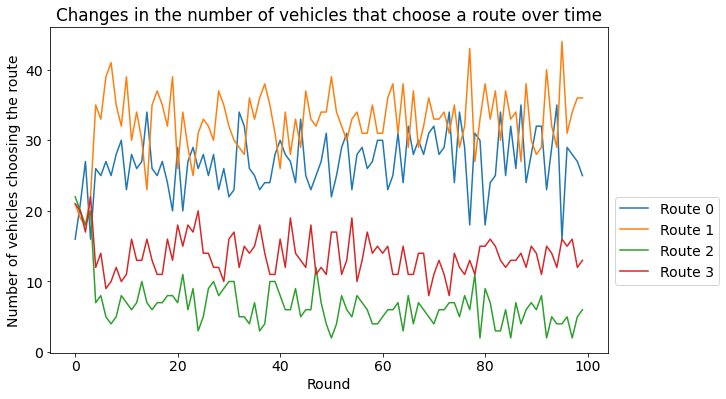 Changes in the number of vehicles that choose a route over time
Number of vehicles choosing the route
40
30
20
10
0
0 20 40 60 80 100
Round
Route 0
Route 1
Route 2
Route 3